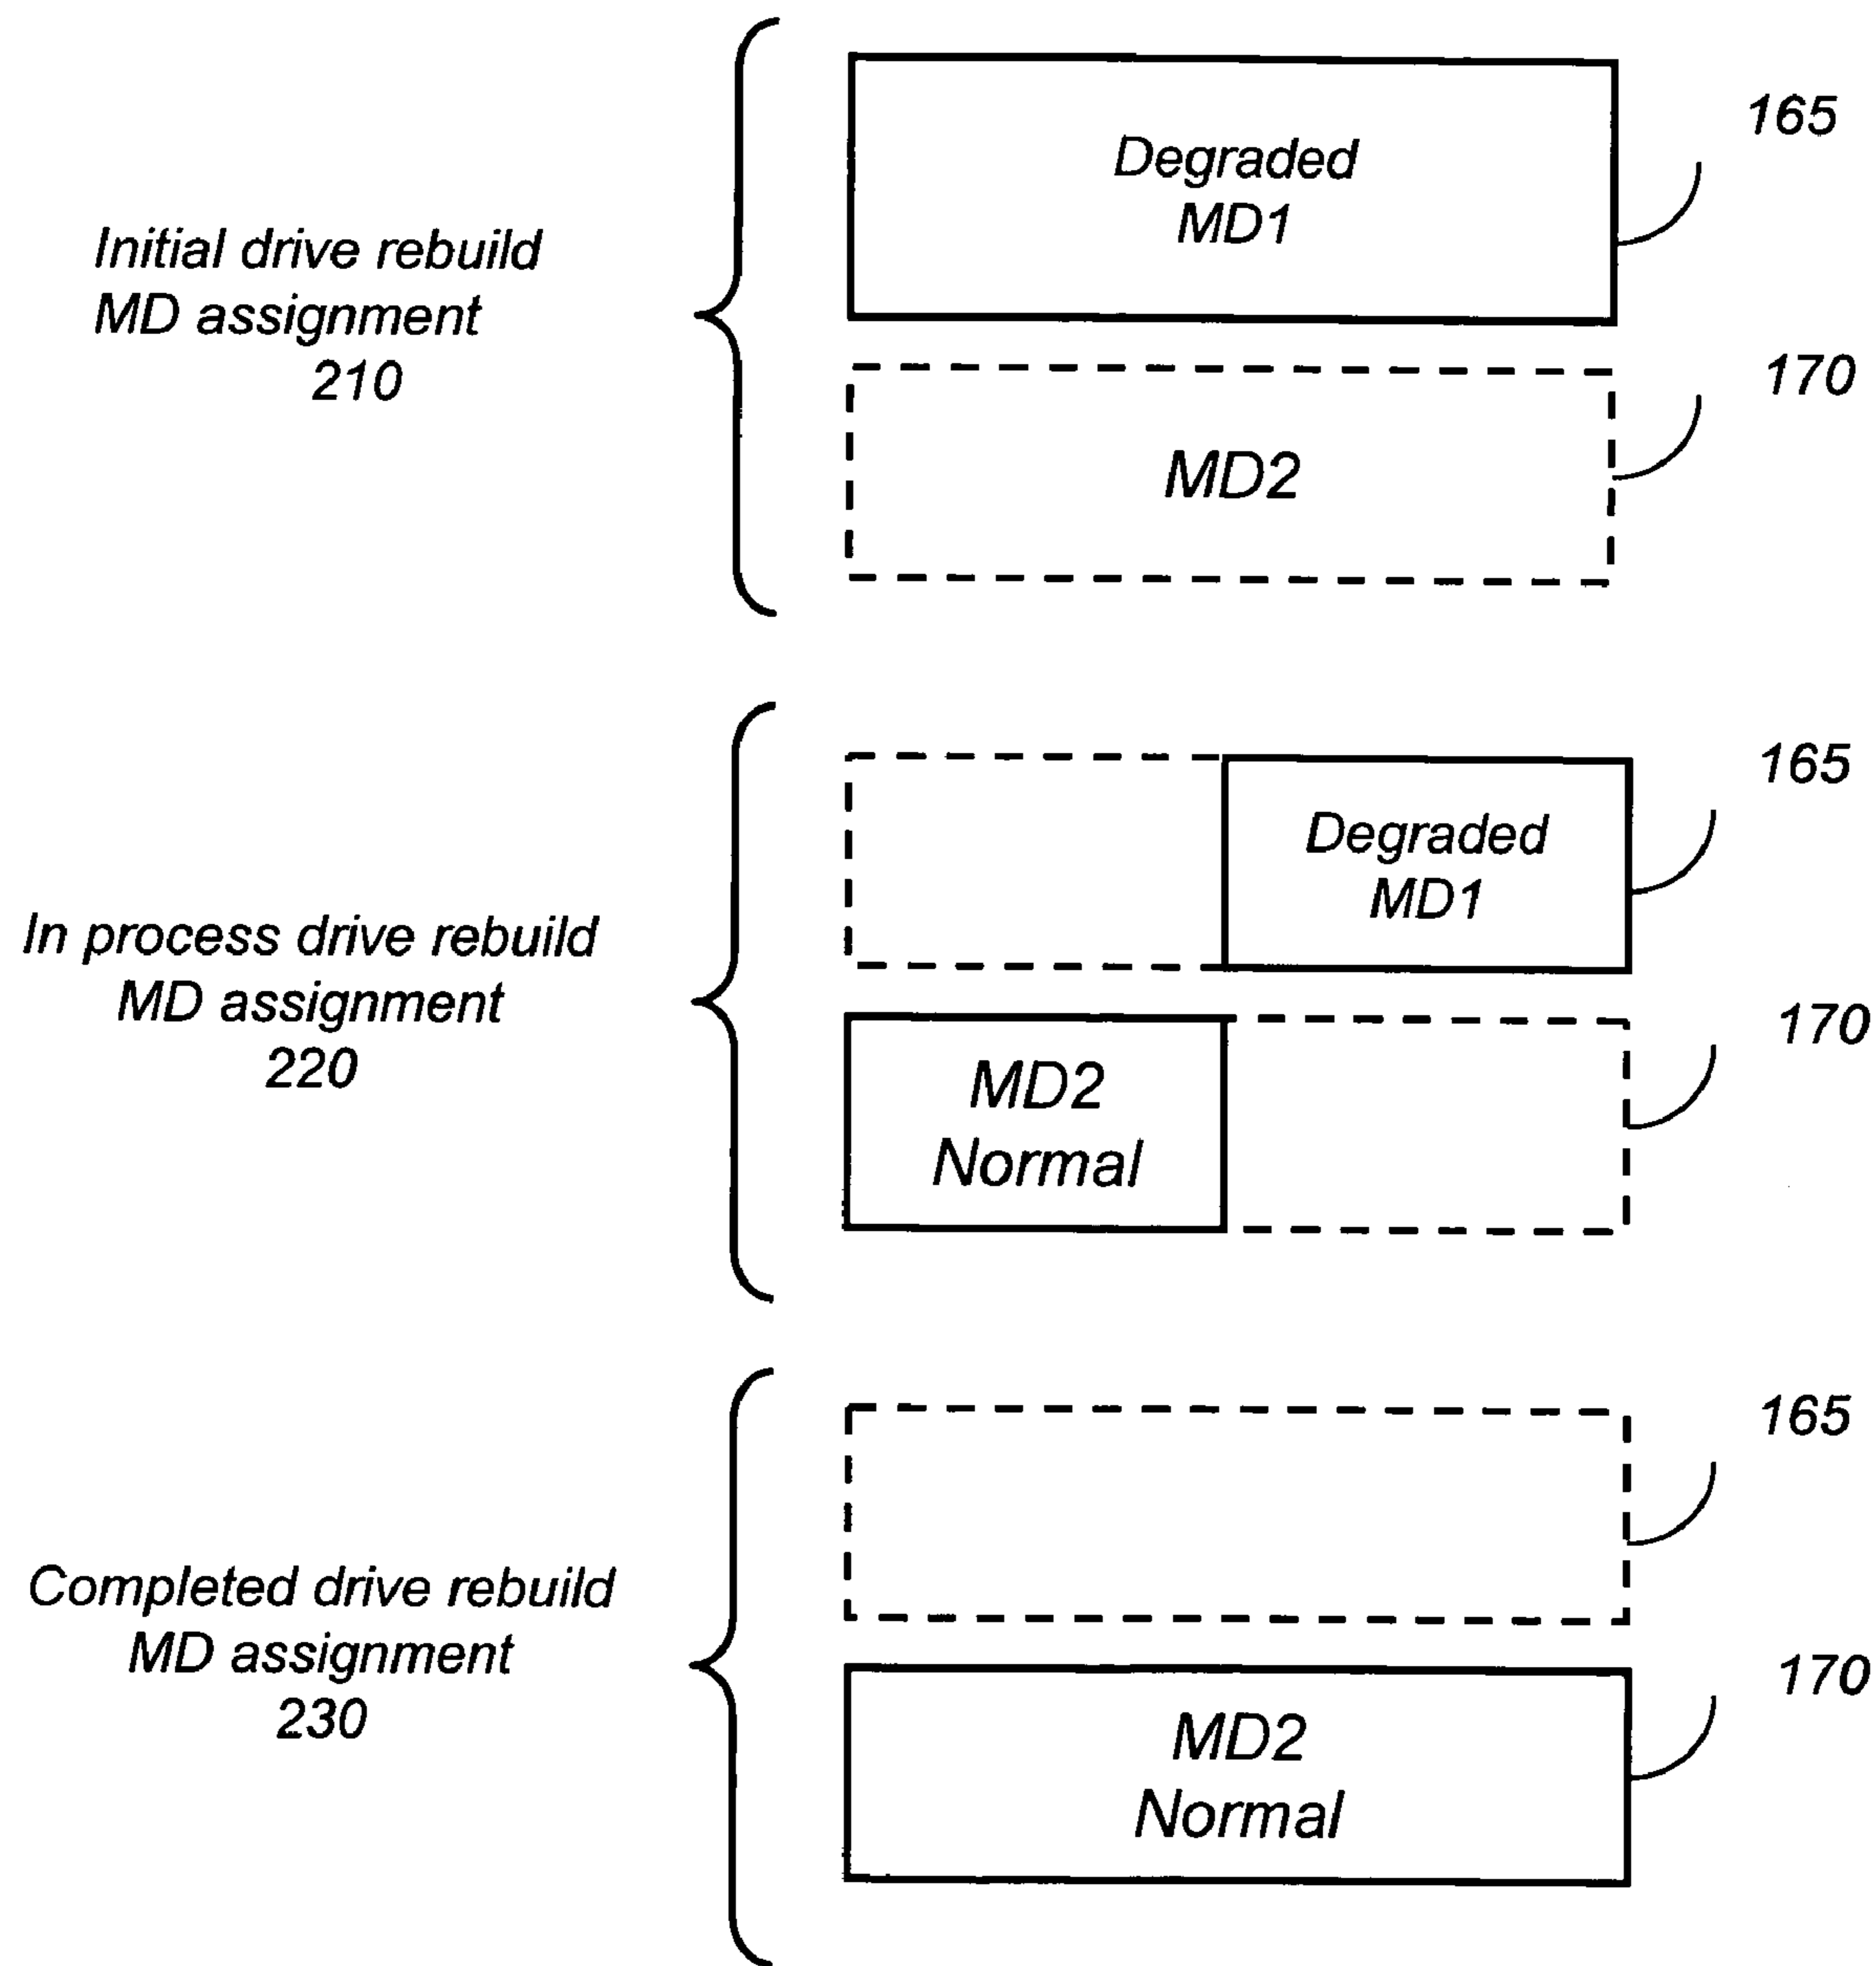 Initial drive rebuild
MD assignment
210
Degraded
MD1
165
MD2
170
In process drive rebuild
MD assignment
220
Degraded
MD1
165
MD2
Normal
170
Completed drive rebuild
MD assignment
230
165
MD2
Normal
170